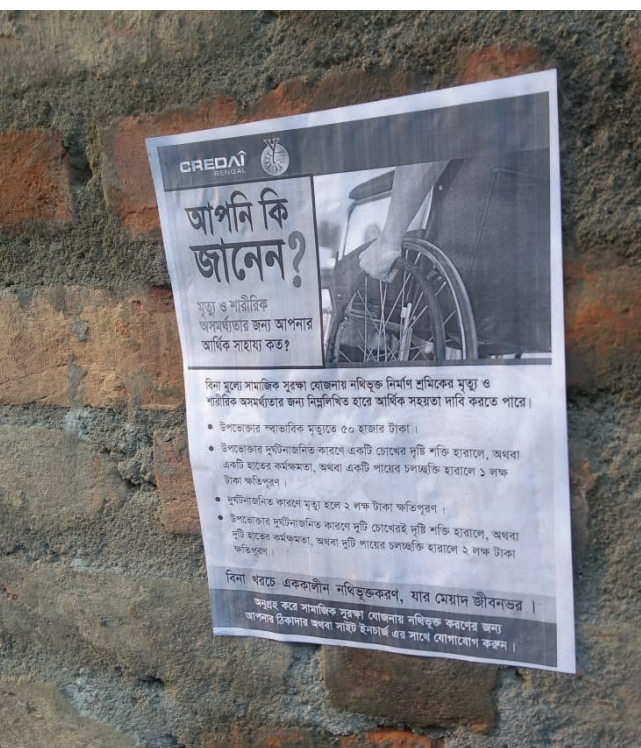 CREDAÎ
BENGAL
আপনি কি
জানেন?
মৃত্যু ও শারীরিক
অসমর্থ্যতার জন্য আপনার
আর্থিক সাহায্য কত?
বিনা মূল্যে সামাজিক সুরক্ষা যোজনায় নথিভূক্ত নির্মাণ শ্রমিকের মৃত্যু ও
শারীরিক অসমর্থ্যতার জন্য নিম্নলিখিত হারে আর্থিক সহয়তা দাবি করতে পারে।
• উপভোক্তার স্বাভাবিক মৃত্যুতে ৫০ হাজার টাকা।
• উপভোক্তার দুর্ঘটনাজনিত কারণে একটি চোখের দৃষ্টি শক্তি হারালে, অথবা
একটি হাতের কর্মক্ষমতা, অথবা একটি পায়ের চলচ্ছক্তি হারালে ১ লক্ষ
টাকা ক্ষতিপূরণ।
• দুর্ঘটনাজনিত কারণে মৃত্যু হলে ২ লক্ষ টাকা ক্ষতিপূরণ।
• উপভোক্তার দুর্ঘটনাজনিত কারণে দুটি চোখেরই দৃষ্টি শক্তি হারালে, অথবা
দুটি হাতের কর্মক্ষমতা, অথবা দুটি পায়ের চলচ্ছক্তি হারালে ২ লক্ষ টাকা
ক্ষতিপূরণ।
বিনা খরচে এককালীন নথিভূক্তকরণ, যার মেয়াদ জীবনভর।
অনুগ্রহ করে সামাজিক সুরক্ষা যোজনায় নথিভূক্ত করণের জন্য
আপনার ঠিকাদার অথবা সাইট ইনচার্জ এর সাথে যোগাযোগ করুন।